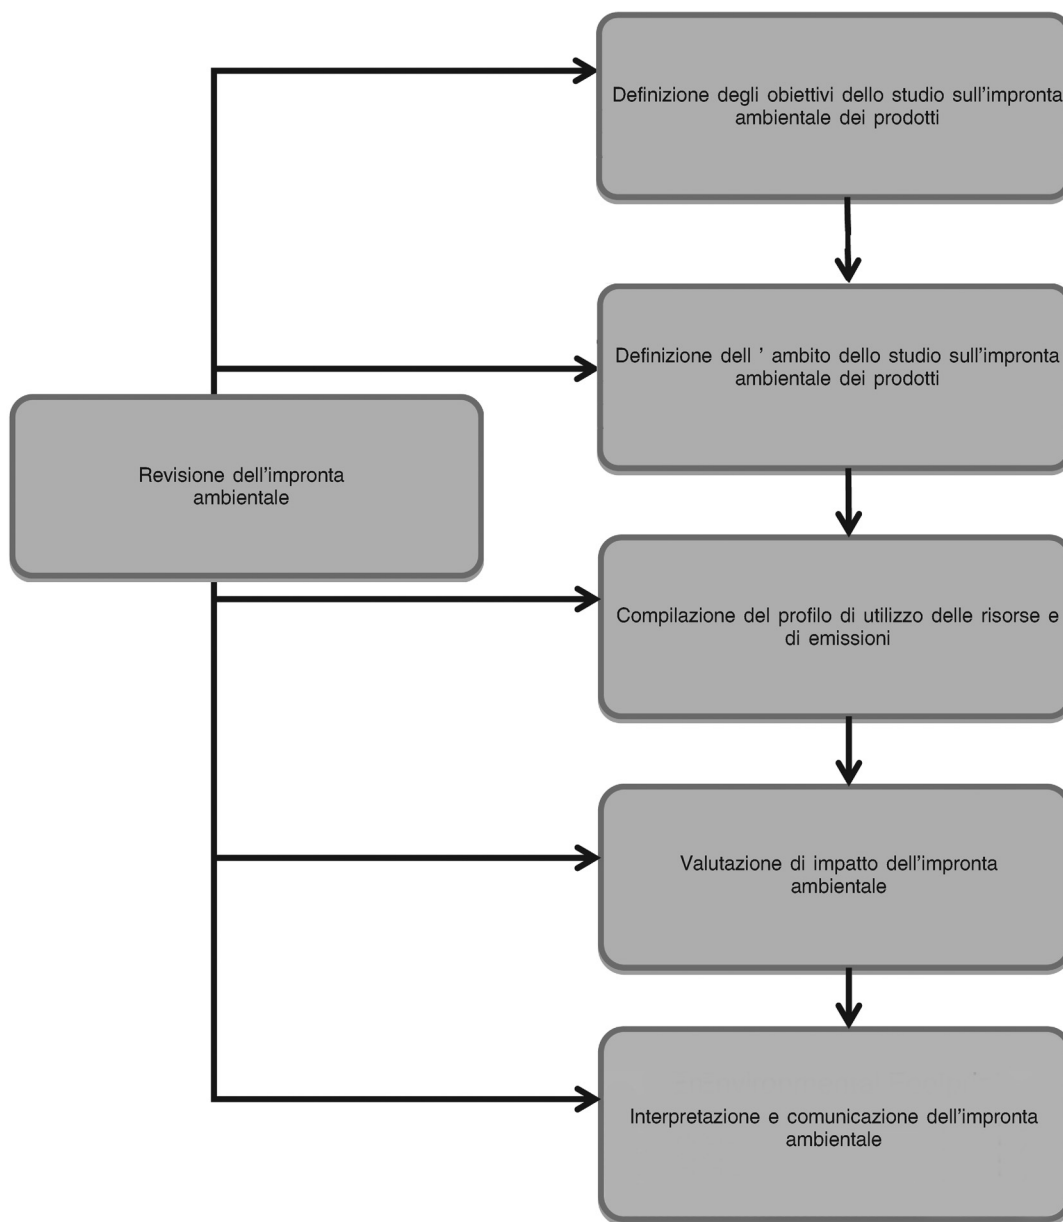 Definizione degli obiettivi dello studio sull'impronta
ambientale dei prodotti
Definizione dell ' ambito dello studio sull'impronta
ambientale dei prodotti
Revisione dell'impronta
ambientale
Compilazione del profilo di utilizzo delle risorse e
di emissioni
Valutazione di impatto dell'impronta
ambientale
Interpretazione e comunicazione dell'impronta
ambientale